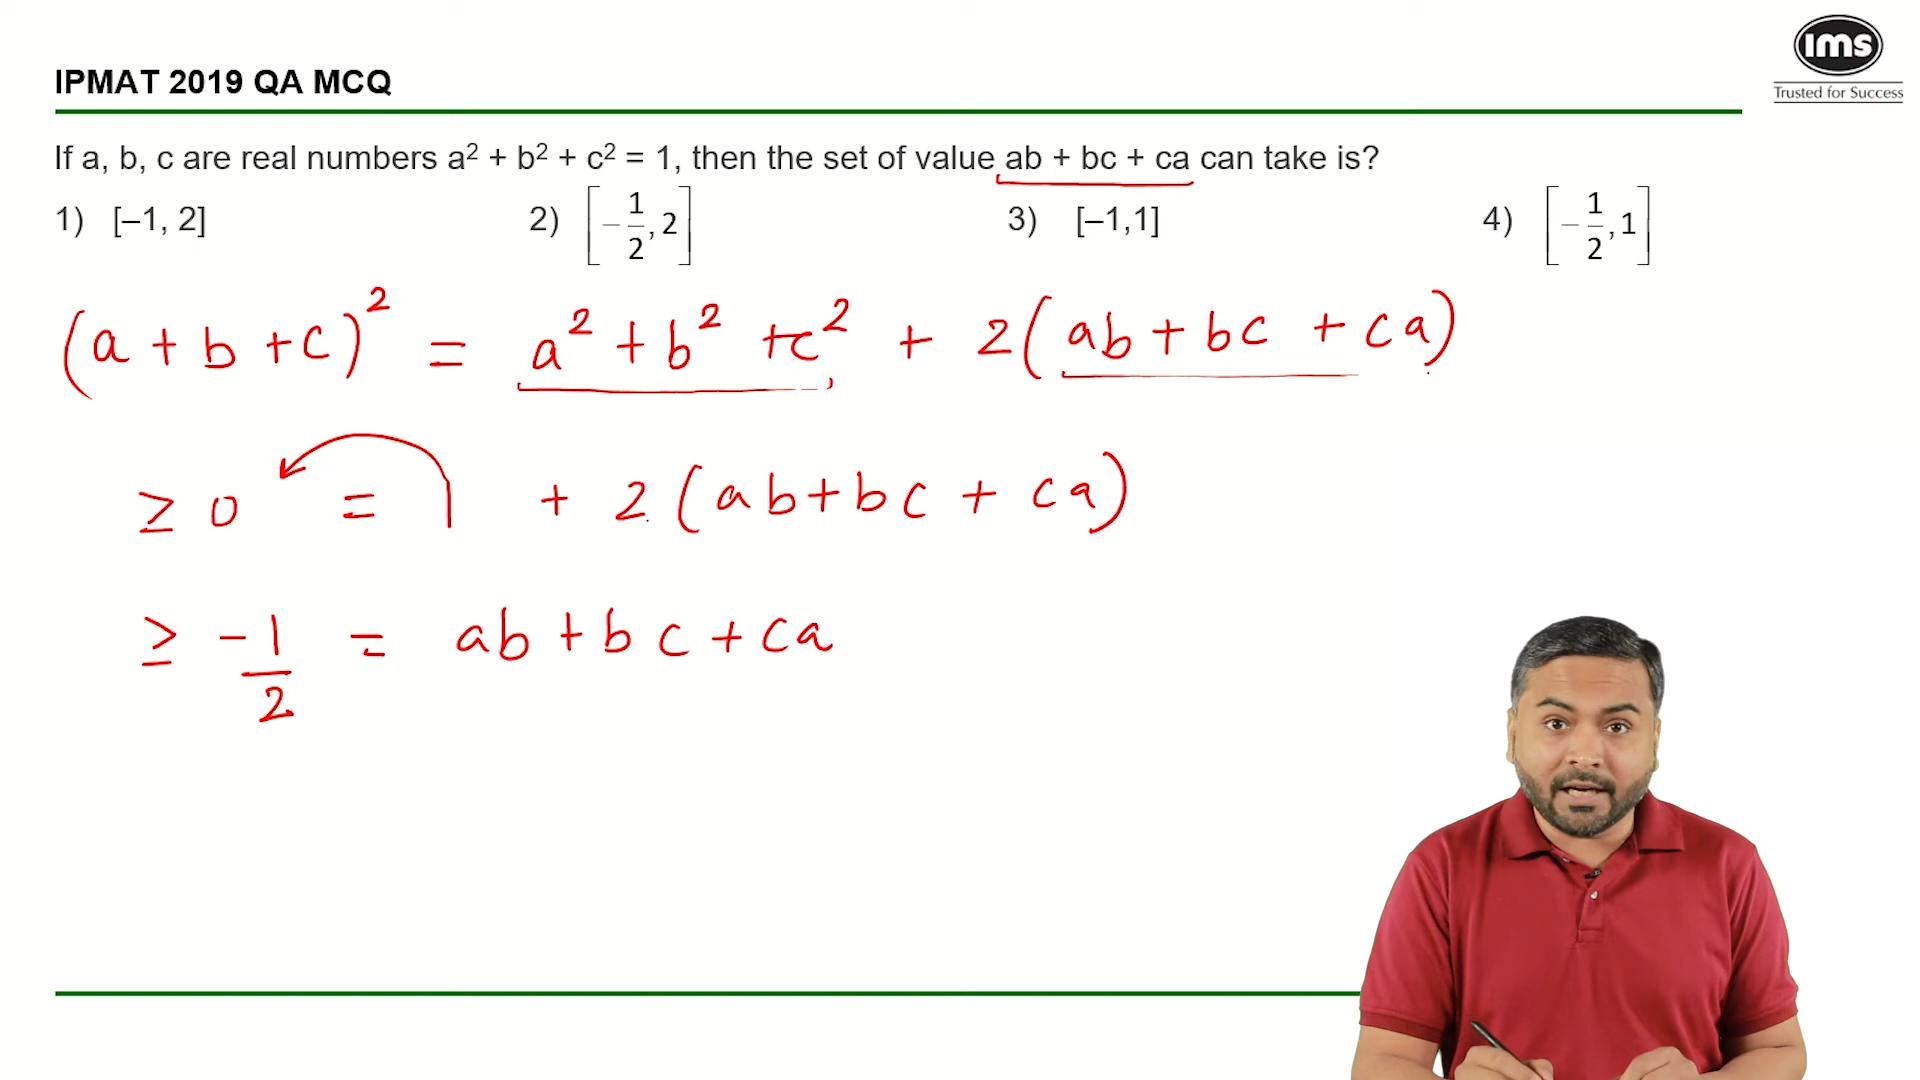 ims
Trusted for Success
IPMAT 2019 QA MCQ
If a, b, c are real numbers a² + b² + c² = 1, then the set of value ab + bc + ca can take is?
1) [–1, 2] 2) [−1/2, 2] 3) [–1,1] 4) [−1/2, 1]
(a + b + c)² = a² + b² + c² + 2(ab + bc + ca)
≥ 0 = 1 + 2(ab + bc + ca)
≥ -1/2 = ab + bc + ca